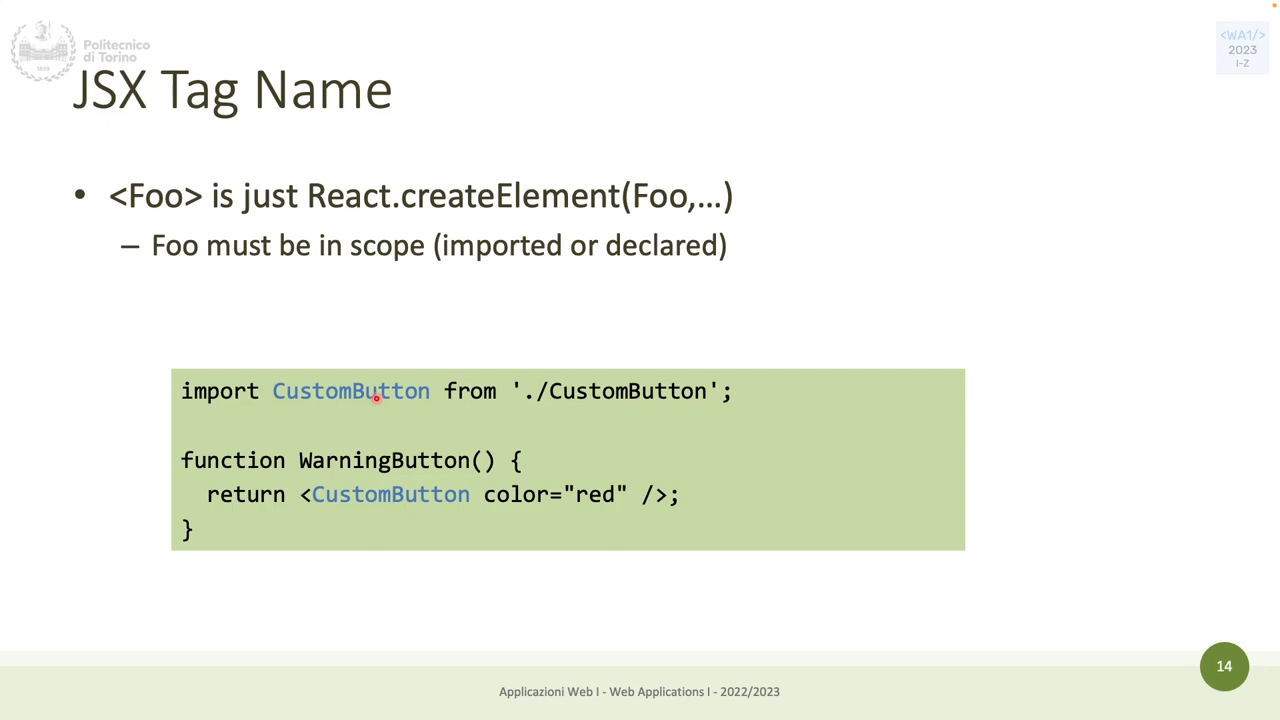 Politecnico
di Torino
1859
<WA1/>
2023
I-Z
JSX Tag Name
• <Foo> is just React.createElement(Foo,…)
– Foo must be in scope (imported or declared)
import CustomButton from './CustomButton';
function WarningButton() {
return <CustomButton color="red" />;
}
14
Applicazioni Web I - Web Applications I - 2022/2023